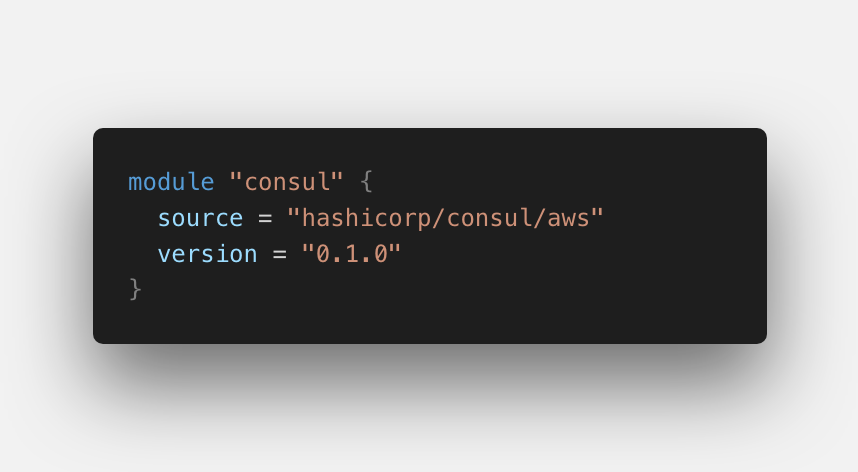 module "consul" {
  source = "hashicorp/consul/aws"
  version = "0.1.0"
}